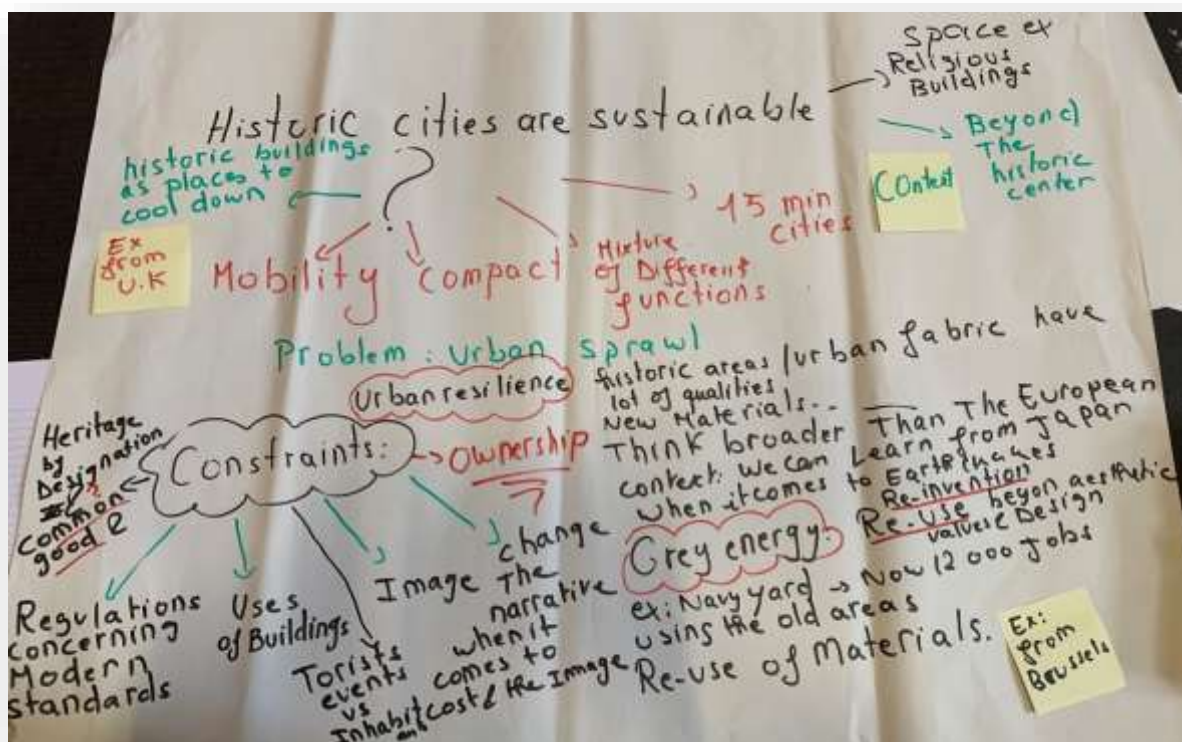 Space ex
Religious
Buildings
Historic cities are sustainable
?
historic buildings
as places to
cool down
Ex
from
U.K
Mobility
Compact
Mixture
of Different
functions
15 min
cities
Context
Beyond
The
historic
center
Problem: Urban Sprawl
Urban resilience
historic areas / urban fabric have
lot of qualities
New Materials...
Think broader Than The European
context: We can Learn from Japan
when it comes to
Re-invention
Re-Use beyon aesthetic
values & Design
Grey energy:
ex: Navy yard → Now 12 000 Jobs
using the old areas
Re-use of Materials.
Ex:
from
Brussels
Constraints:
OWnership
Heritage
by
Designation
Common
good
Regulations
concerning
Modern
standards
Uses
of Buildings
Torists
events
vs
Inhabit
ant
Image
change
The
narrative
when it
comes to
cost & the Image